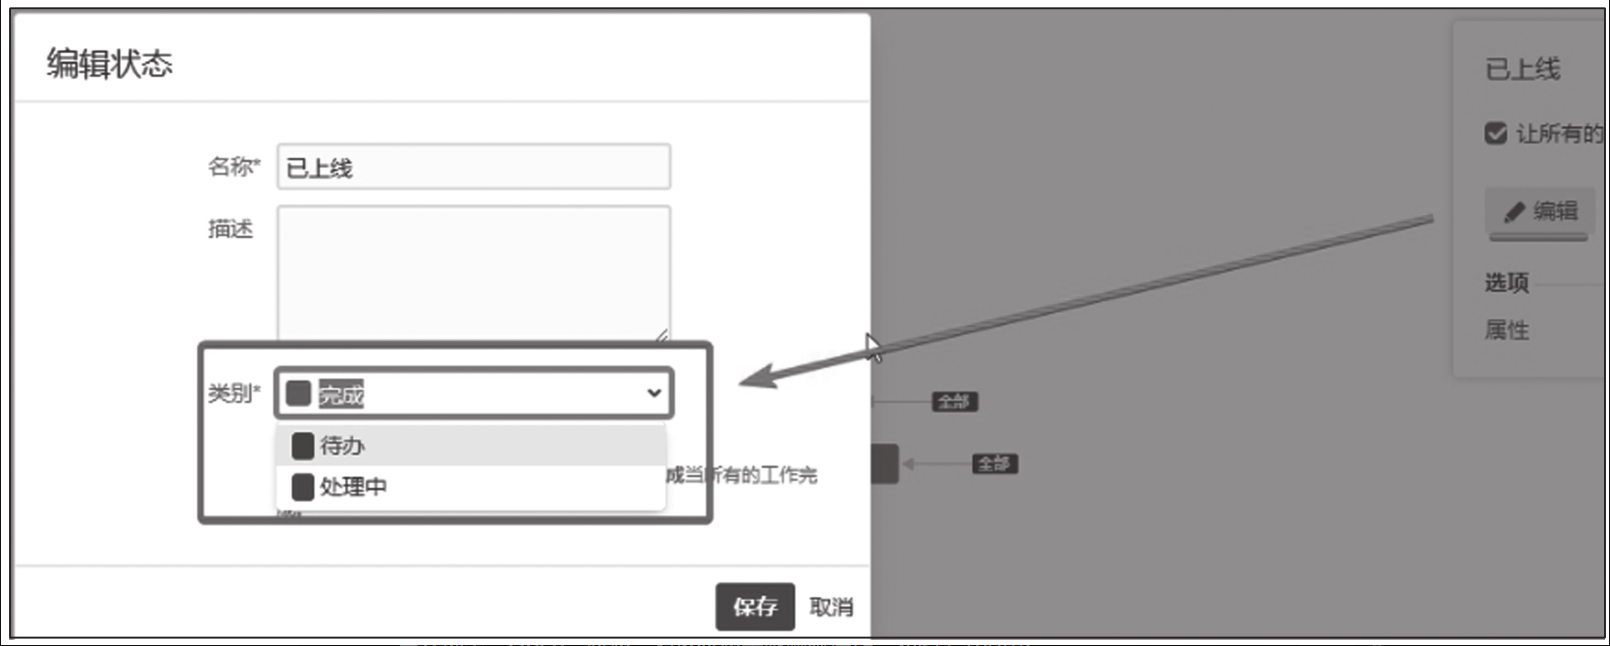 编辑状态
名称*
已上线
描述
类别*
完成
待办
处理中
成当所有的工作完
保存
取消
全部
全部
已上线
让所有的
编辑
选项
属性